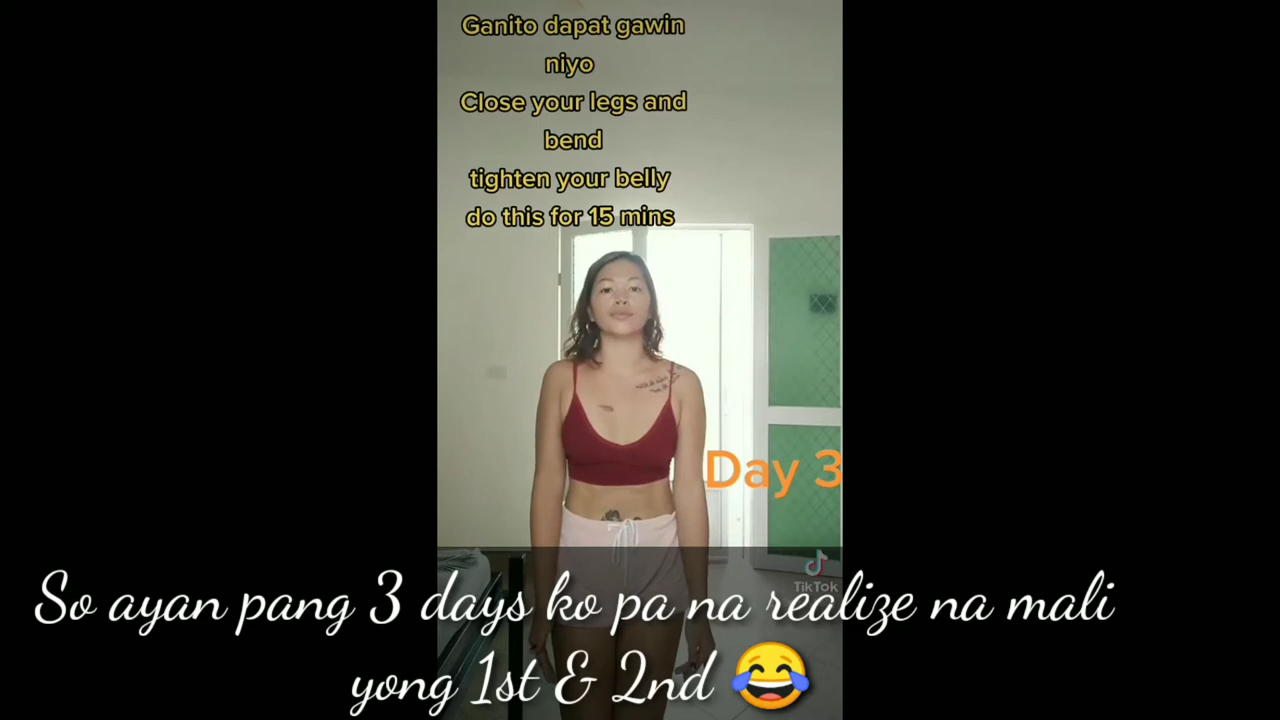 Ganito dapat gawin
niyo
Close your legs and
bend
tighten your belly
do this for 15 mins
Day 3
TikTok
So ayan pang 3 days ko pa na realize na mali
yong 1st & 2nd 😂